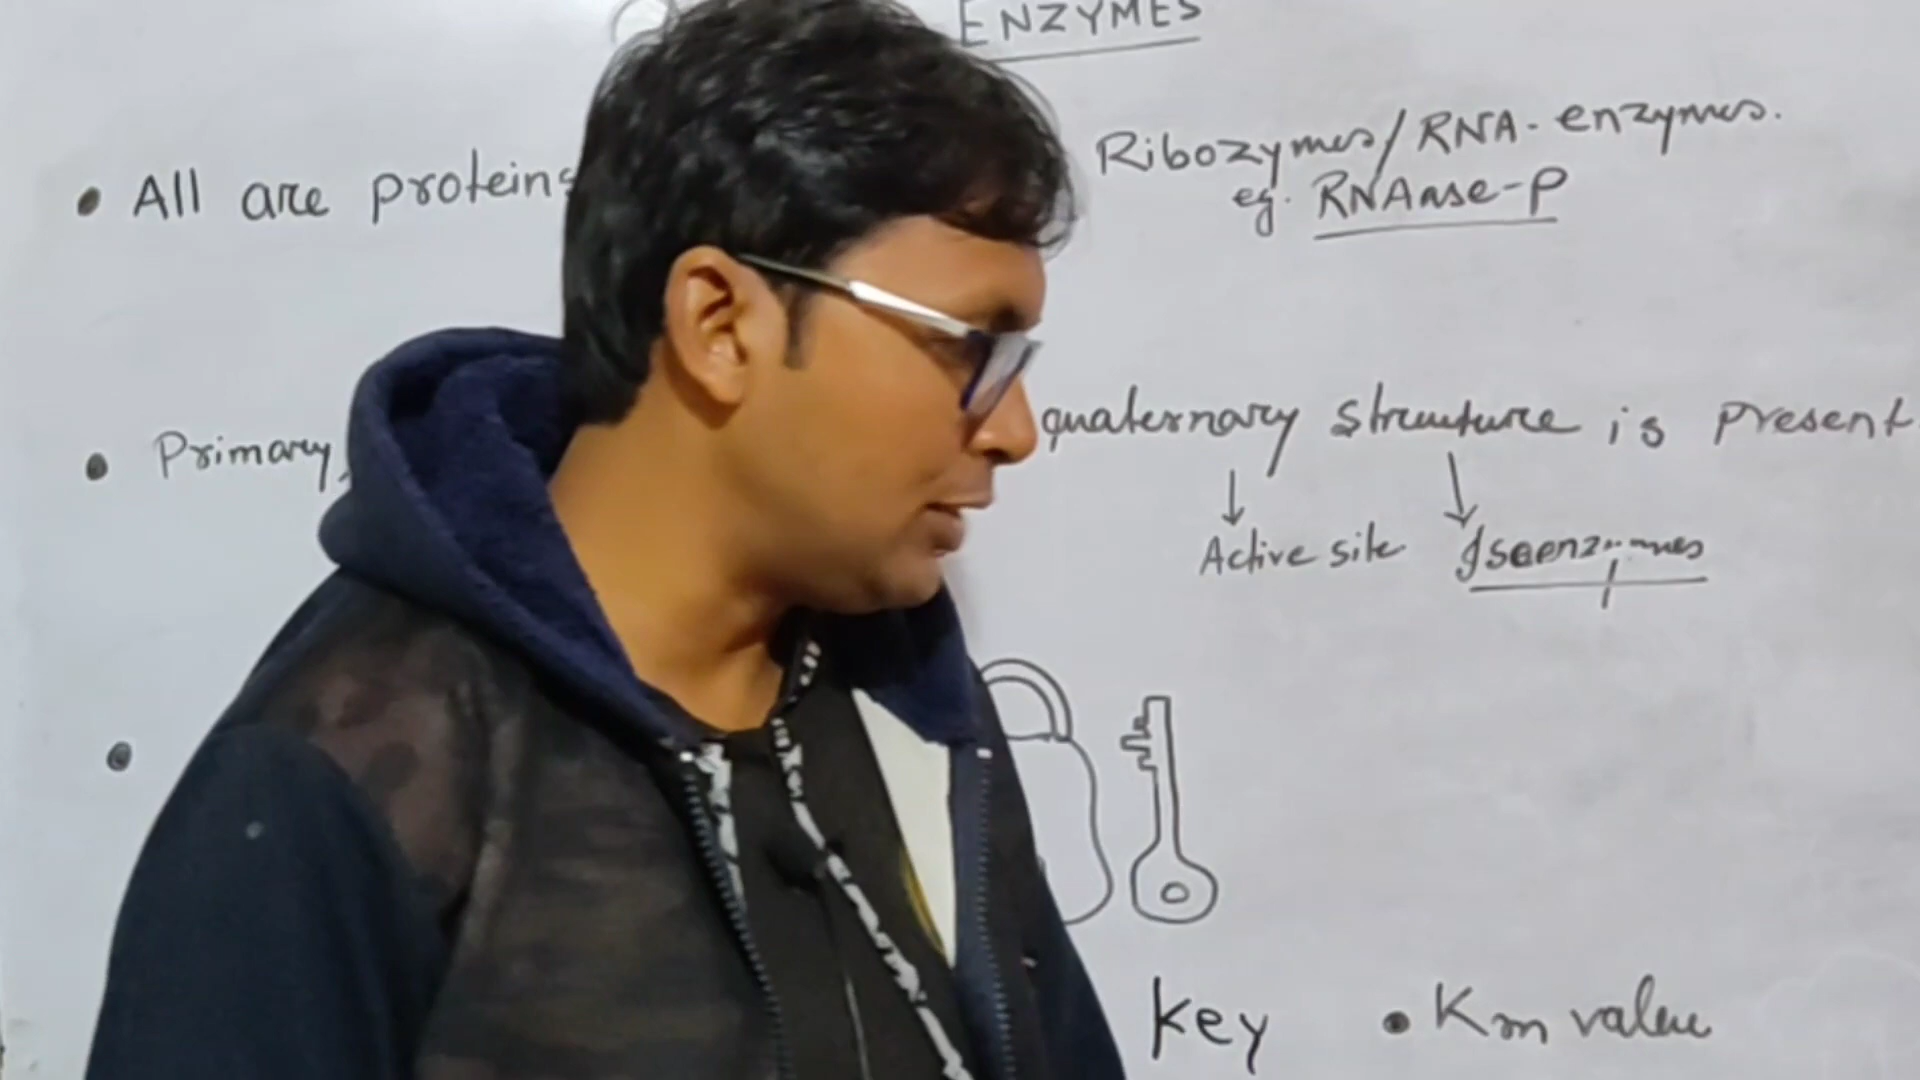 ENZYMES
Ribozymes/RNA-enzymes.
• All are proteins
eg. RNAase-P
• Primary,
quaternary structure is present
Active site
Isoenzymes
•
key
• Km value